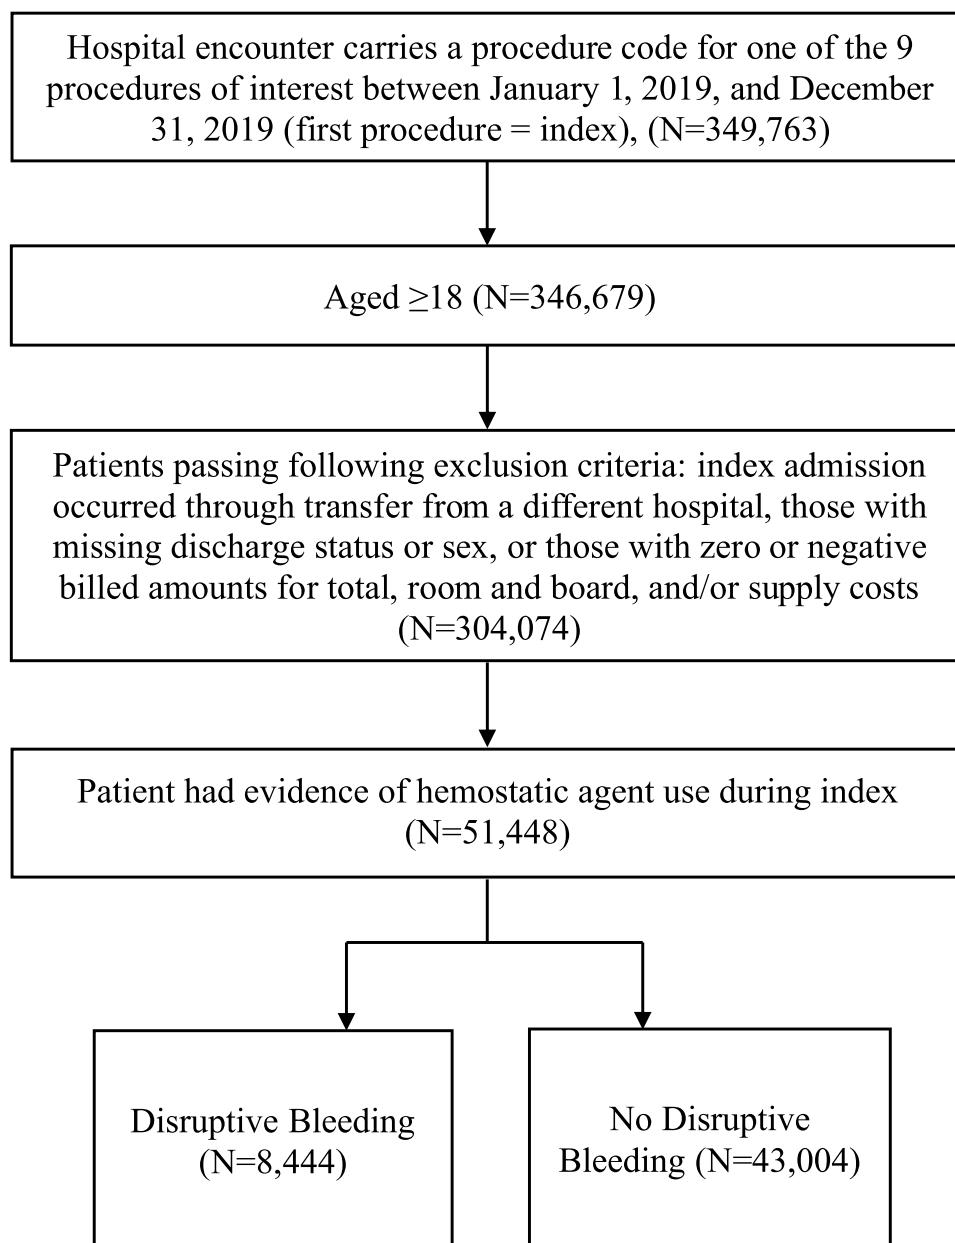 Hospital encounter carries a procedure code for one of the 9
procedures of interest between January 1, 2019, and December
31, 2019 (first procedure = index), (N=349,763)
Aged ≥18 (N=346,679)
Patients passing following exclusion criteria: index admission
occurred through transfer from a different hospital, those with
missing discharge status or sex, or those with zero or negative
billed amounts for total, room and board, and/or supply costs
(N=304,074)
Patient had evidence of hemostatic agent use during index
(N=51,448)
Disruptive Bleeding
(N=8,444)
No Disruptive
Bleeding (N=43,004)